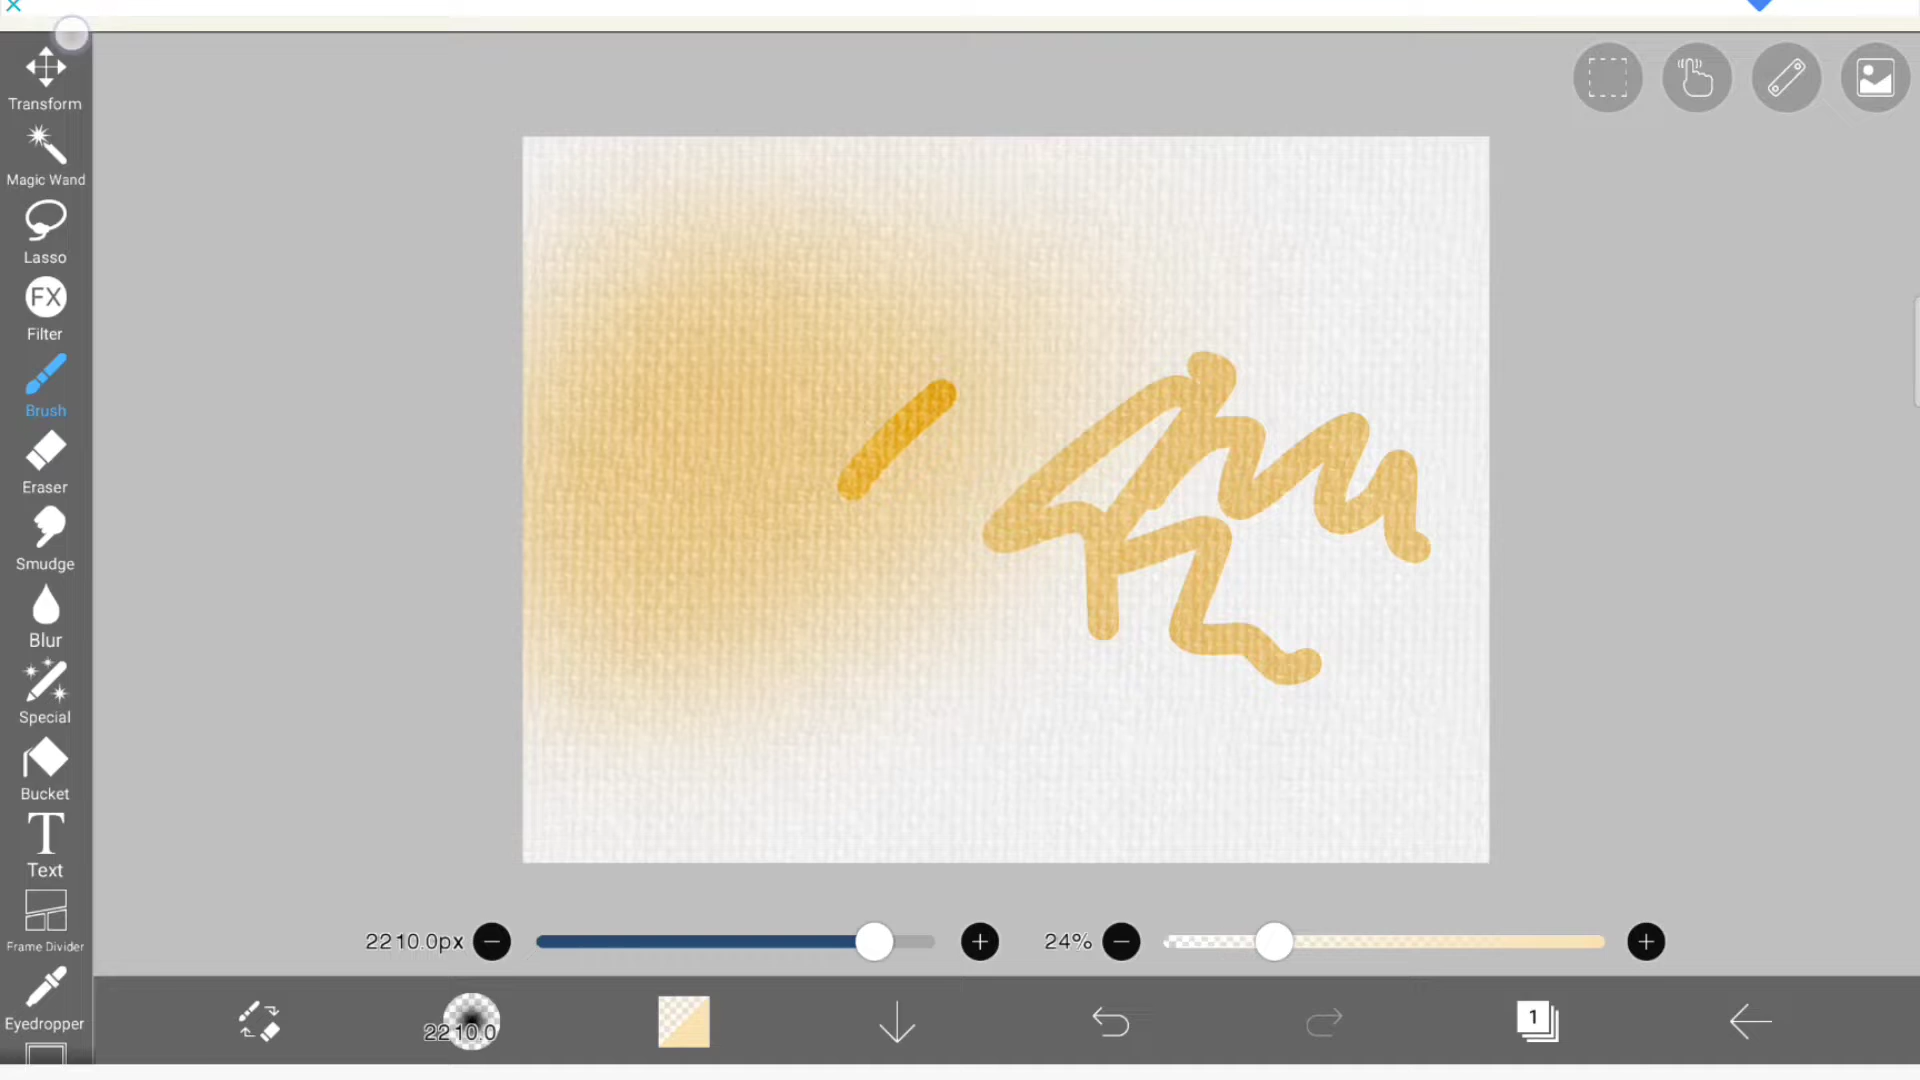 Transform
Magic Wand
Lasso
FX
Filter
Brush
Eraser
Smudge
Blur
Special
Bucket
T
Text
Frame Divider
Eyedropper
2210.0px
24%
2210.0
1